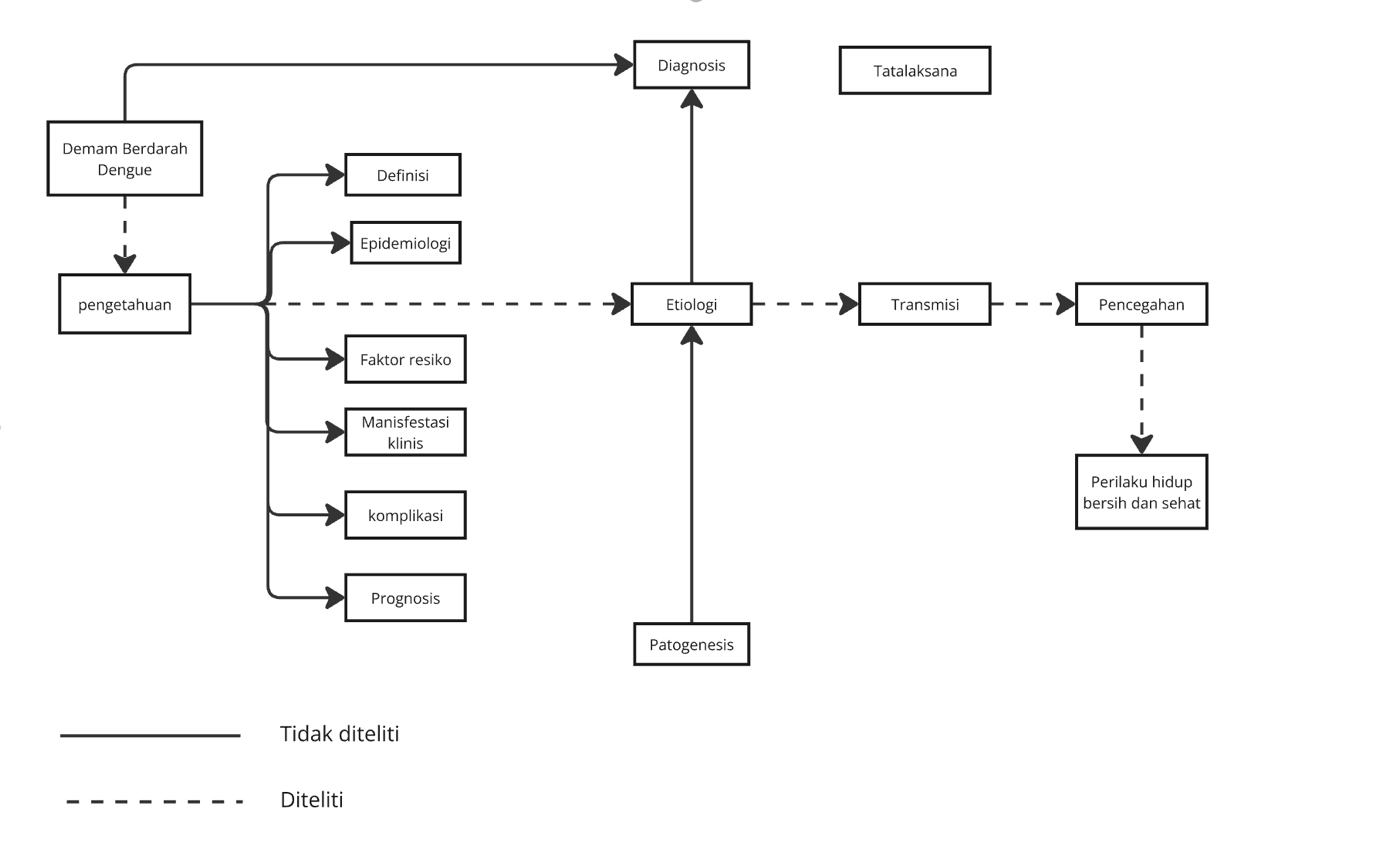 Diagnosis
Tatalaksana
Demam Berdarah
Dengue
Definisi
Epidemiologi
pengetahuan
Etiologi
Transmisi
Pencegahan
Faktor resiko
Manisfestasi
klinis
Perilaku hidup
bersih dan sehat
komplikasi
Prognosis
Patogenesis
Tidak diteliti
Diteliti